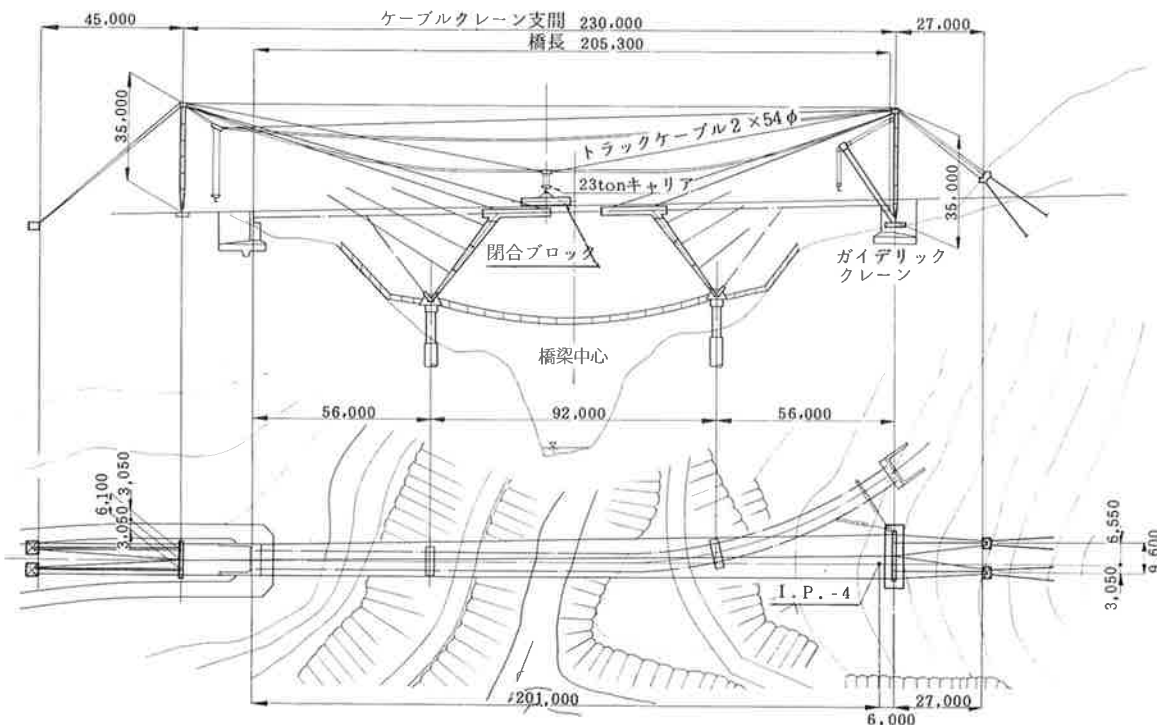 45,000
ケーブルクレーン支間 230,000
27,000
橋長 205,300
35,000
トラックケーブル2×54φ
23tonキャリア
35,000
閉合ブロック
ガイデリック
クレーン
橋梁中心
56,000
92,000
56,000
3,050
6,100
3,050
6,550
9,600
3,050
I.P.-4
201,000
27,000
6,000